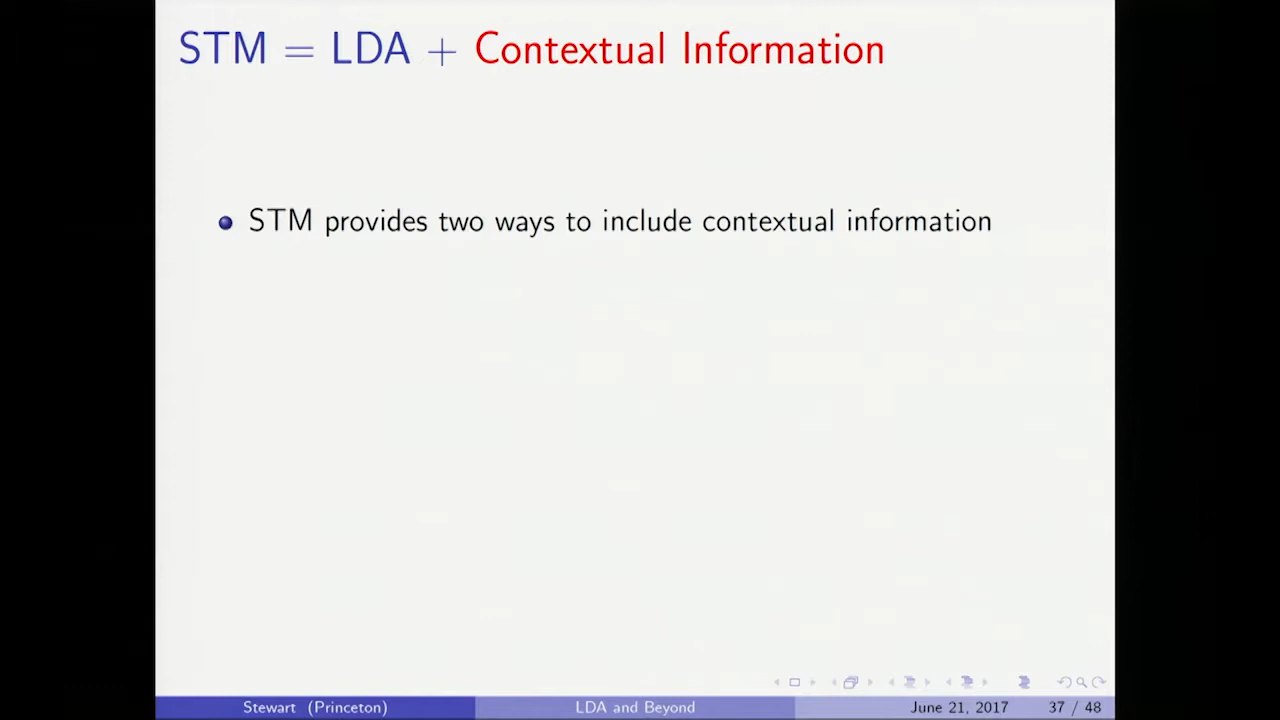 STM = LDA + Contextual Information
STM provides two ways to include contextual information
Stewart (Princeton) LDA and Beyond June 21, 2017 37 / 48